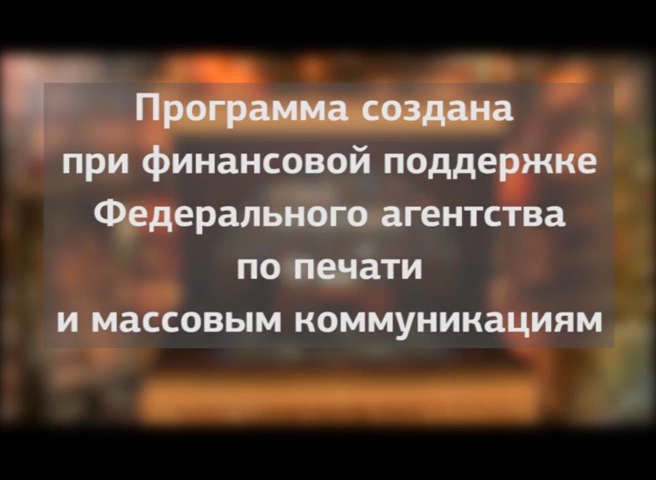 Программа создана
при финансовой поддержке
Федерального агентства
по печати
и массовым коммуникациям